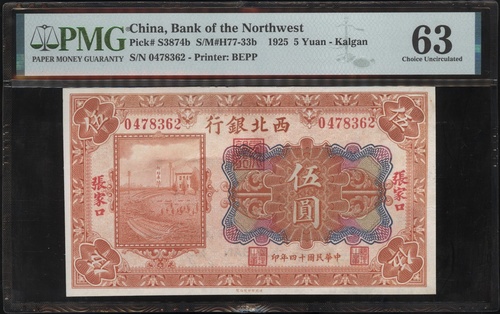 PMG
PAPER MONEY GUARANTY
China, Bank of the Northwest
Pick# S3874b S/M#H77-33b 1925 5 Yuan - Kalgan
S/N 0478362 - Printer: BEPP
63
Choice Uncirculated
伍
伍
0478362
0478362
行銀北西
張家口
張家口
伍圓
印年四十國民華中